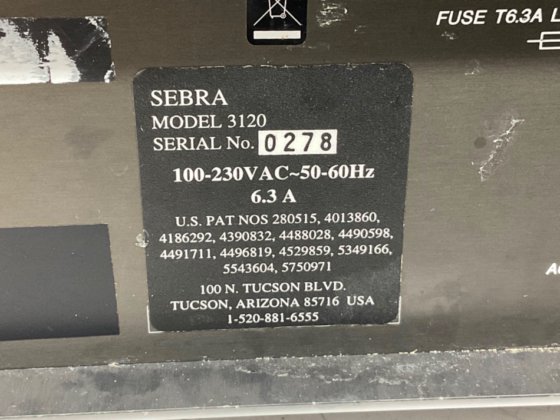 FUSE T6.3A L
SEBRA
MODEL 3120
SERIAL No. 0278
100-230VAC~50-60Hz
6.3 A
U.S. PAT NOS 280515, 4013860,
4186292, 4390832, 4488028, 4490598,
4491711, 4496819, 4529859, 5349166,
5543604, 5750971
100 N. TUCSON BLVD.
TUCSON, ARIZONA 85716 USA
1-520-881-6555